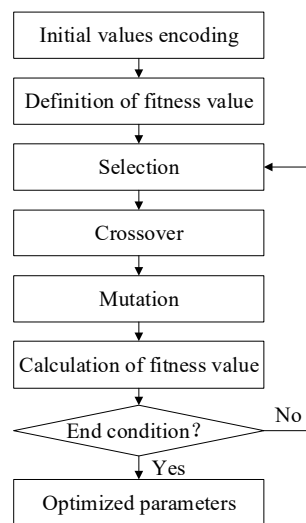 Initial values encoding
Definition of fitness value
Selection
Crossover
Mutation
Calculation of fitness value
End condition？
No
Yes
Optimized parameters